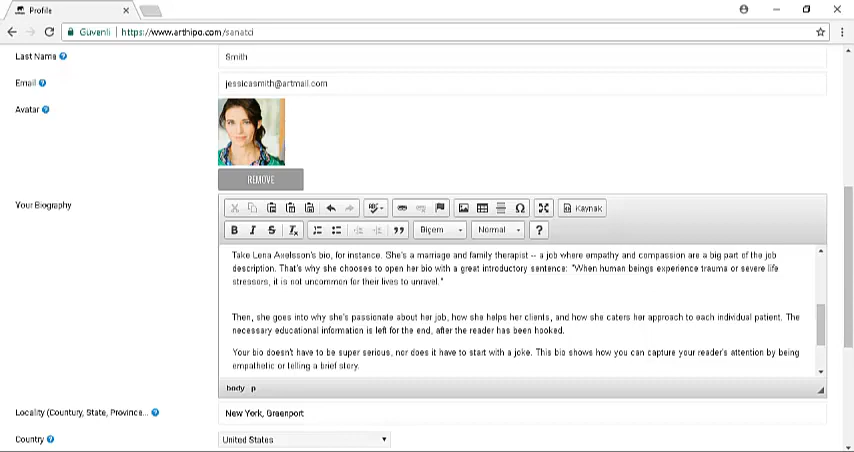 Profile
Güvenli | https://www.arthipo.com/sanatci
Last Name
Smith
Email
jessicasmith@artmail.com
Avatar
REMOVE
Your Biography
Kaynak
B I S Biçem Normal ?
Take Lena Axelsson's bio, for instance. She's a marriage and family therapist -- a job where empathy and compassion are a big part of the job
description. That's why she chooses to open her bio with a great introductory sentence: "When human beings experience trauma or severe life
stressors, it is not uncommon for their lives to unravel."
Then, she goes into why she's passionate about her job, how she helps her clients, and how she caters her approach to each individual patient. The
necessary educational information is left for the end, after the reader has been hooked.
Your bio doesn't have to be super serious, nor does it have to start with a joke. This bio shows how you can capture your reader's attention by being
empathetic or telling a brief story.
body p
Locality (Countury, State, Province...
New York, Greenport
Country
United States